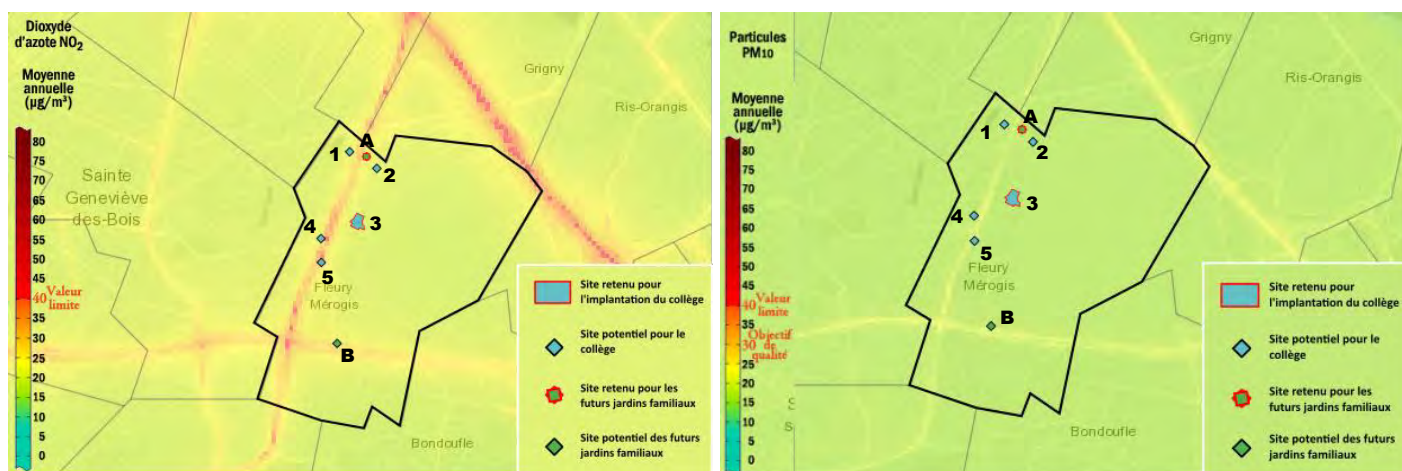 Dioxyde
d'azote NO₂
Moyenne
annuelle
(µg/m³)
80
75
70
65
60
55
50
45
40 Valeur
limite
35
30
25
20
15
10
5
0
Grigny
Ris-Orangis
Sainte
Geneviève
des-Bois
A
1
2
3
4
5
Fleury
Mérogis
B
Bondoufle
Site retenu pour
l'implantation du collège
Site potentiel pour le
collège
Site retenu pour les
futurs jardins familiaux
Site potentiel des futurs
jardins familiaux
Particules
PM₁₀
Moyenne
annuelle
(µg/m³)
80
75
70
65
60
55
50
45
40 Valeur
limite
35
Objectif
30 de
qualité
25
20
15
10
5
0
Grigny
Ris-Orangis
A
1
2
3
4
5
Fleury
Mérogis
B
Bondoufle
Site retenu pour
l'implantation du collège
Site potentiel pour le
collège
Site retenu pour les
futurs jardins familiaux
Site potentiel des futurs
jardins familiaux